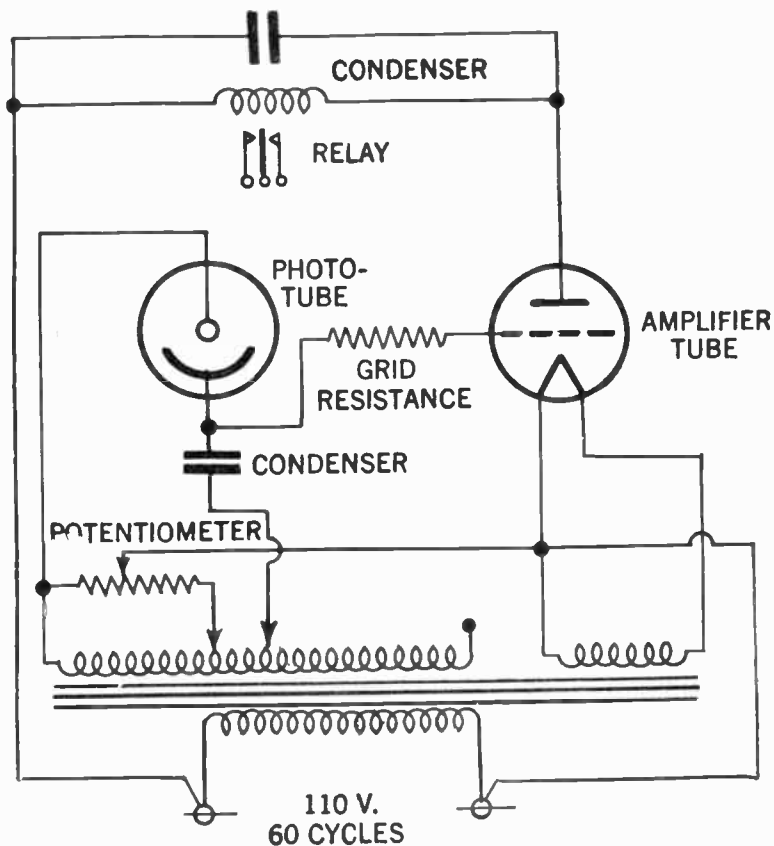 CONDENSER
RELAY
PHOTO-
TUBE
AMPLIFIER
TUBE
GRID
RESISTANCE
CONDENSER
POTENTIOMETER
110 V.
60 CYCLES